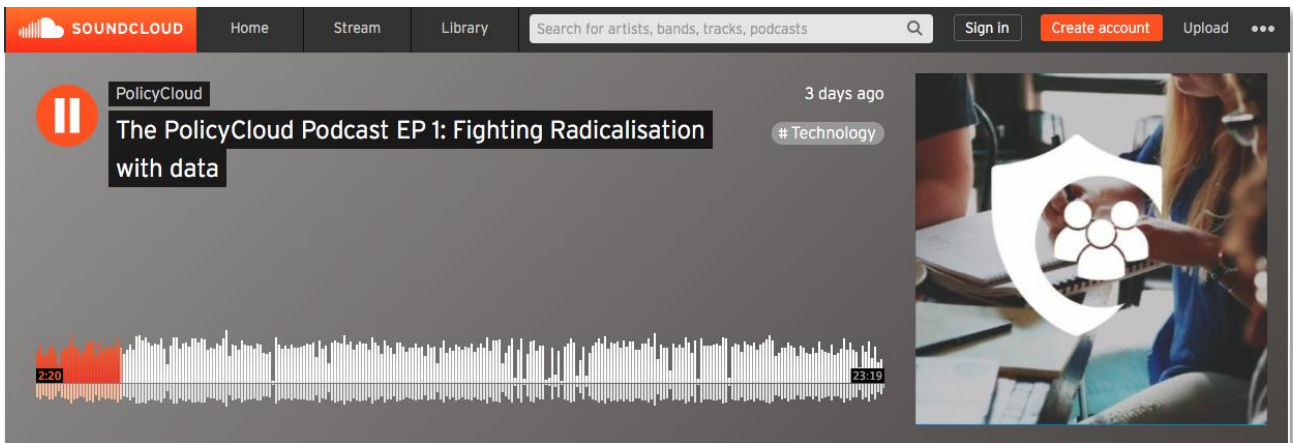 SOUNDCLOUD Home Stream Library Search for artists, bands, tracks, podcasts Sign in Create account Upload
PolicyCloud 3 days ago
The PolicyCloud Podcast EP 1: Fighting Radicalisation # Technology
with data
2:20 23:19